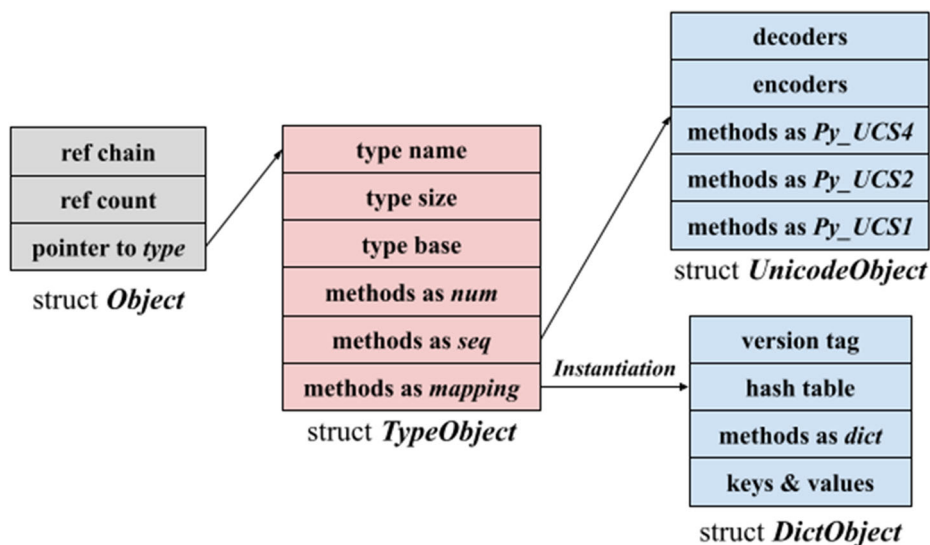 ref chain
ref count
pointer to type
struct Object
type name
type size
type base
methods as num
methods as seq
methods as mapping
struct TypeObject
decoders
encoders
methods as Py_UCS4
methods as Py_UCS2
methods as Py_UCS1
struct UnicodeObject
Instantiation
version tag
hash table
methods as dict
keys & values
struct DictObject